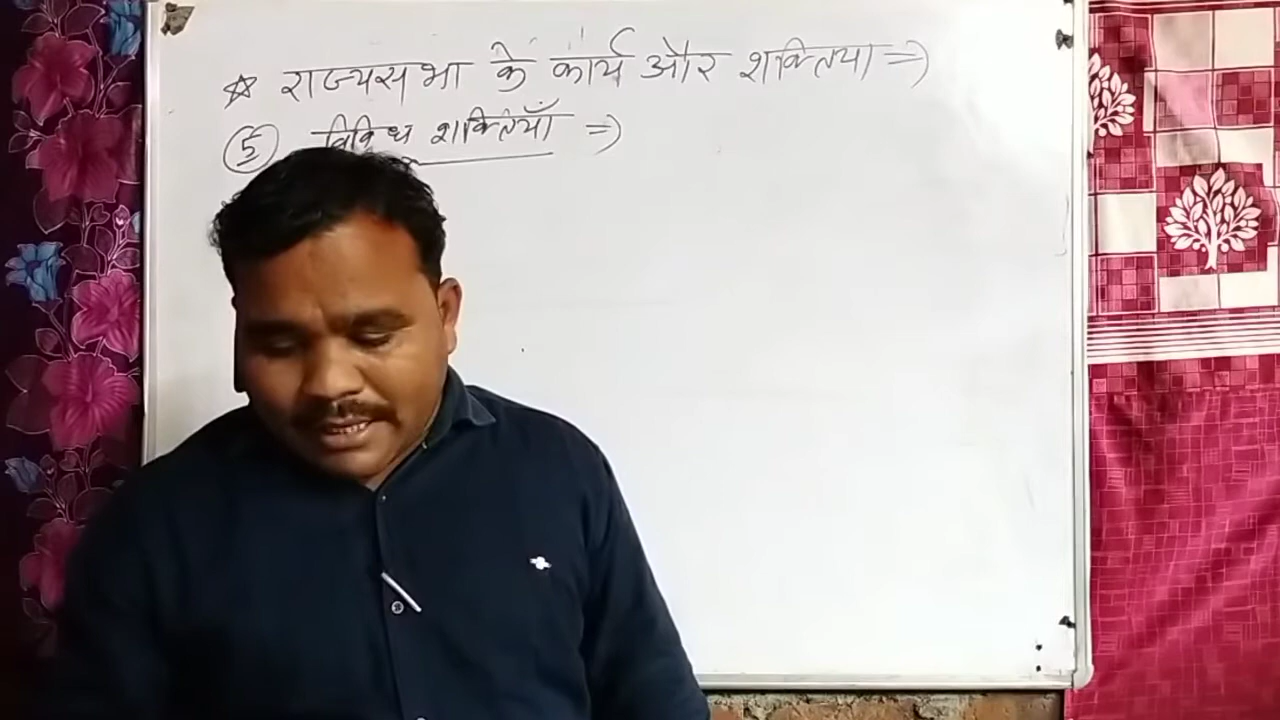 ☆ राज्यसभा के कार्य और शक्तिया =>
(5) विविध शक्तियाँ =>